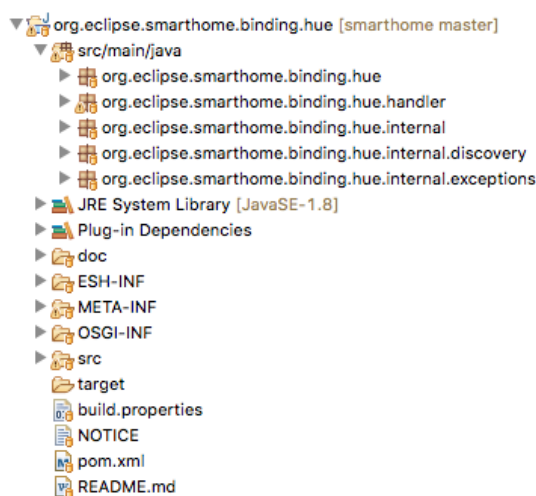 org.eclipse.smarthome.binding.hue [smarthome master]
src/main/java
org.eclipse.smarthome.binding.hue
org.eclipse.smarthome.binding.hue.handler
org.eclipse.smarthome.binding.hue.internal
org.eclipse.smarthome.binding.hue.internal.discovery
org.eclipse.smarthome.binding.hue.internal.exceptions
JRE System Library [JavaSE-1.8]
Plug-in Dependencies
doc
ESH-INF
META-INF
OSGI-INF
src
target
build.properties
NOTICE
pom.xml
README.md